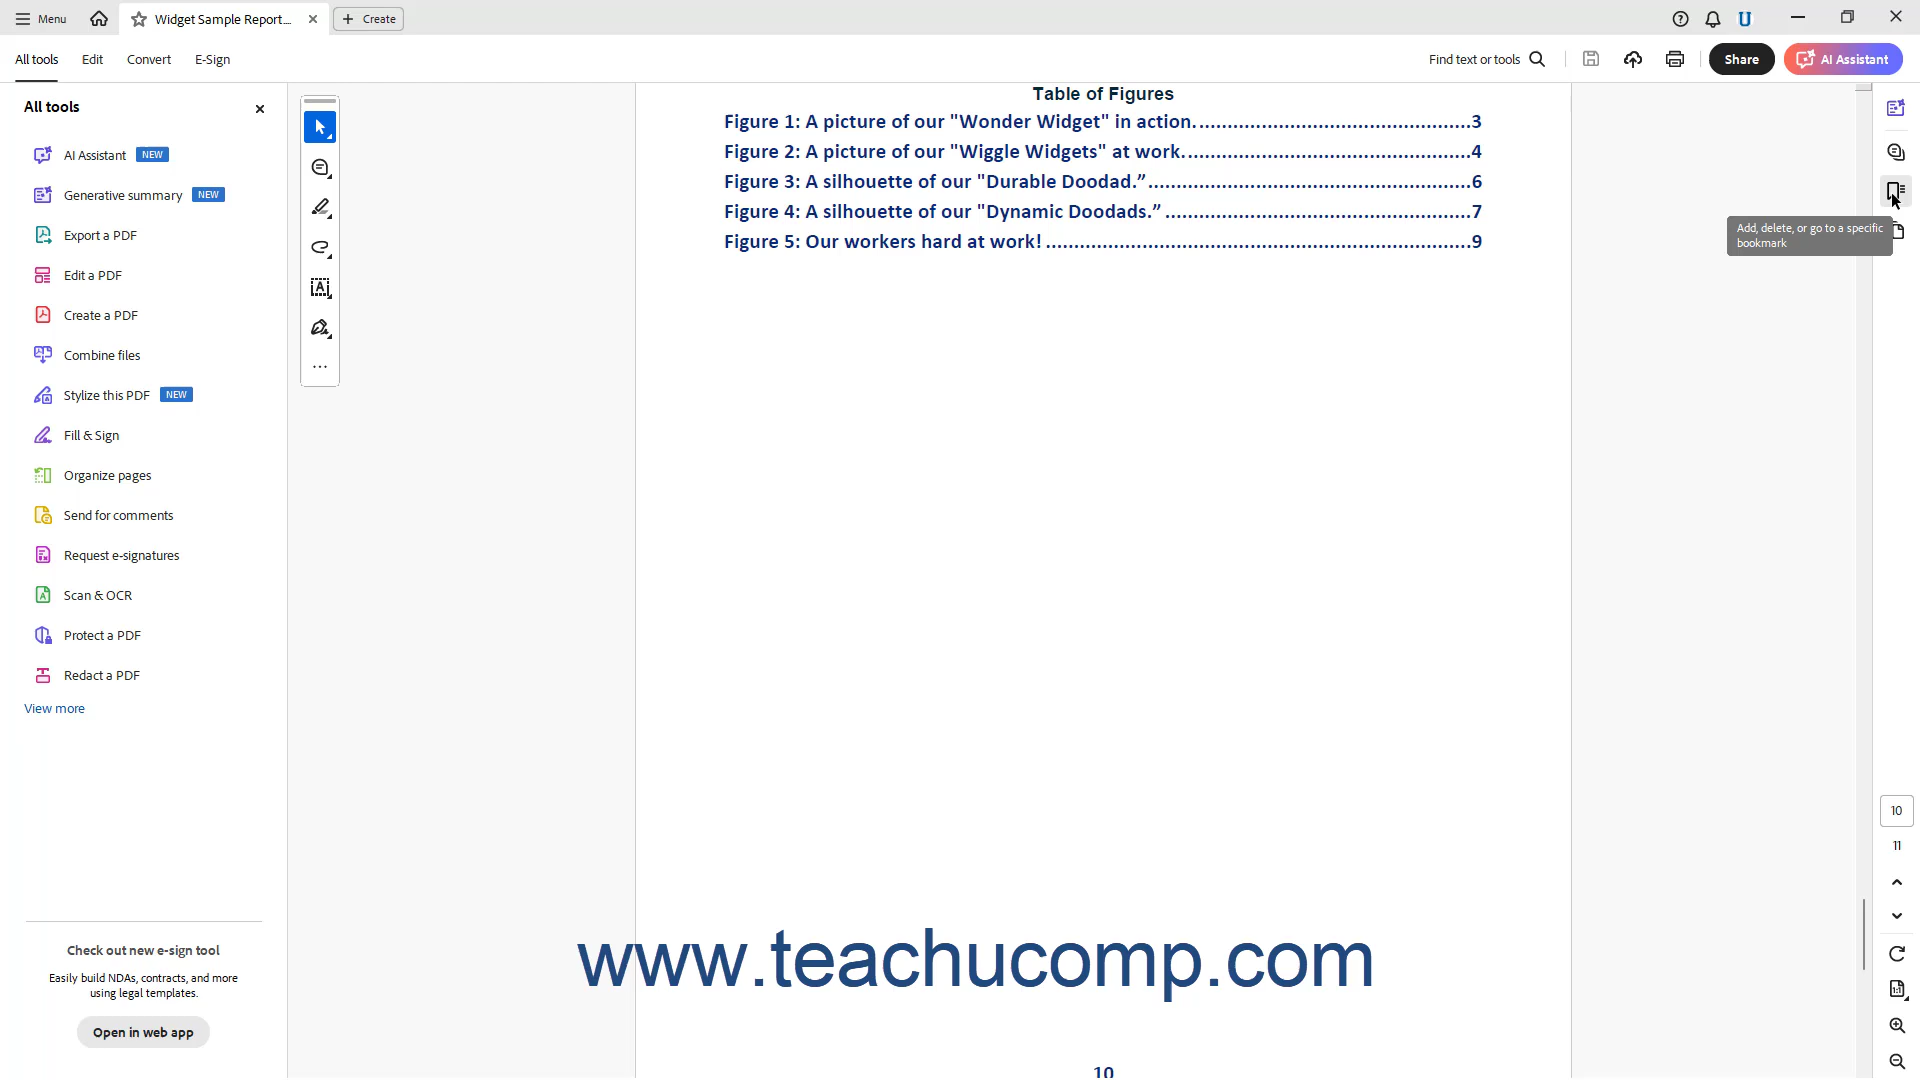 Menu
Widget Sample Report...
Create
All tools
Edit
Convert
E-Sign
Find text or tools
Share
AI Assistant
All tools
AI Assistant NEW
Generative summary NEW
Export a PDF
Edit a PDF
Create a PDF
Combine files
Stylize this PDF NEW
Fill & Sign
Organize pages
Send for comments
Request e-signatures
Scan & OCR
Protect a PDF
Redact a PDF
View more
Check out new e-sign tool
Easily build NDAs, contracts, and more
using legal templates.
Open in web app
Table of Figures
Figure 1: A picture of our "Wonder Widget" in action...............................................3
Figure 2: A picture of our "Wiggle Widgets" at work.................................................4
Figure 3: A silhouette of our "Durable Doodad.”.......................................................6
Figure 4: A silhouette of our "Dynamic Doodads.”....................................................7
Figure 5: Our workers hard at work!........................................................................9
www.teachucomp.com
10
Add, delete, or go to a specific
bookmark
10
11